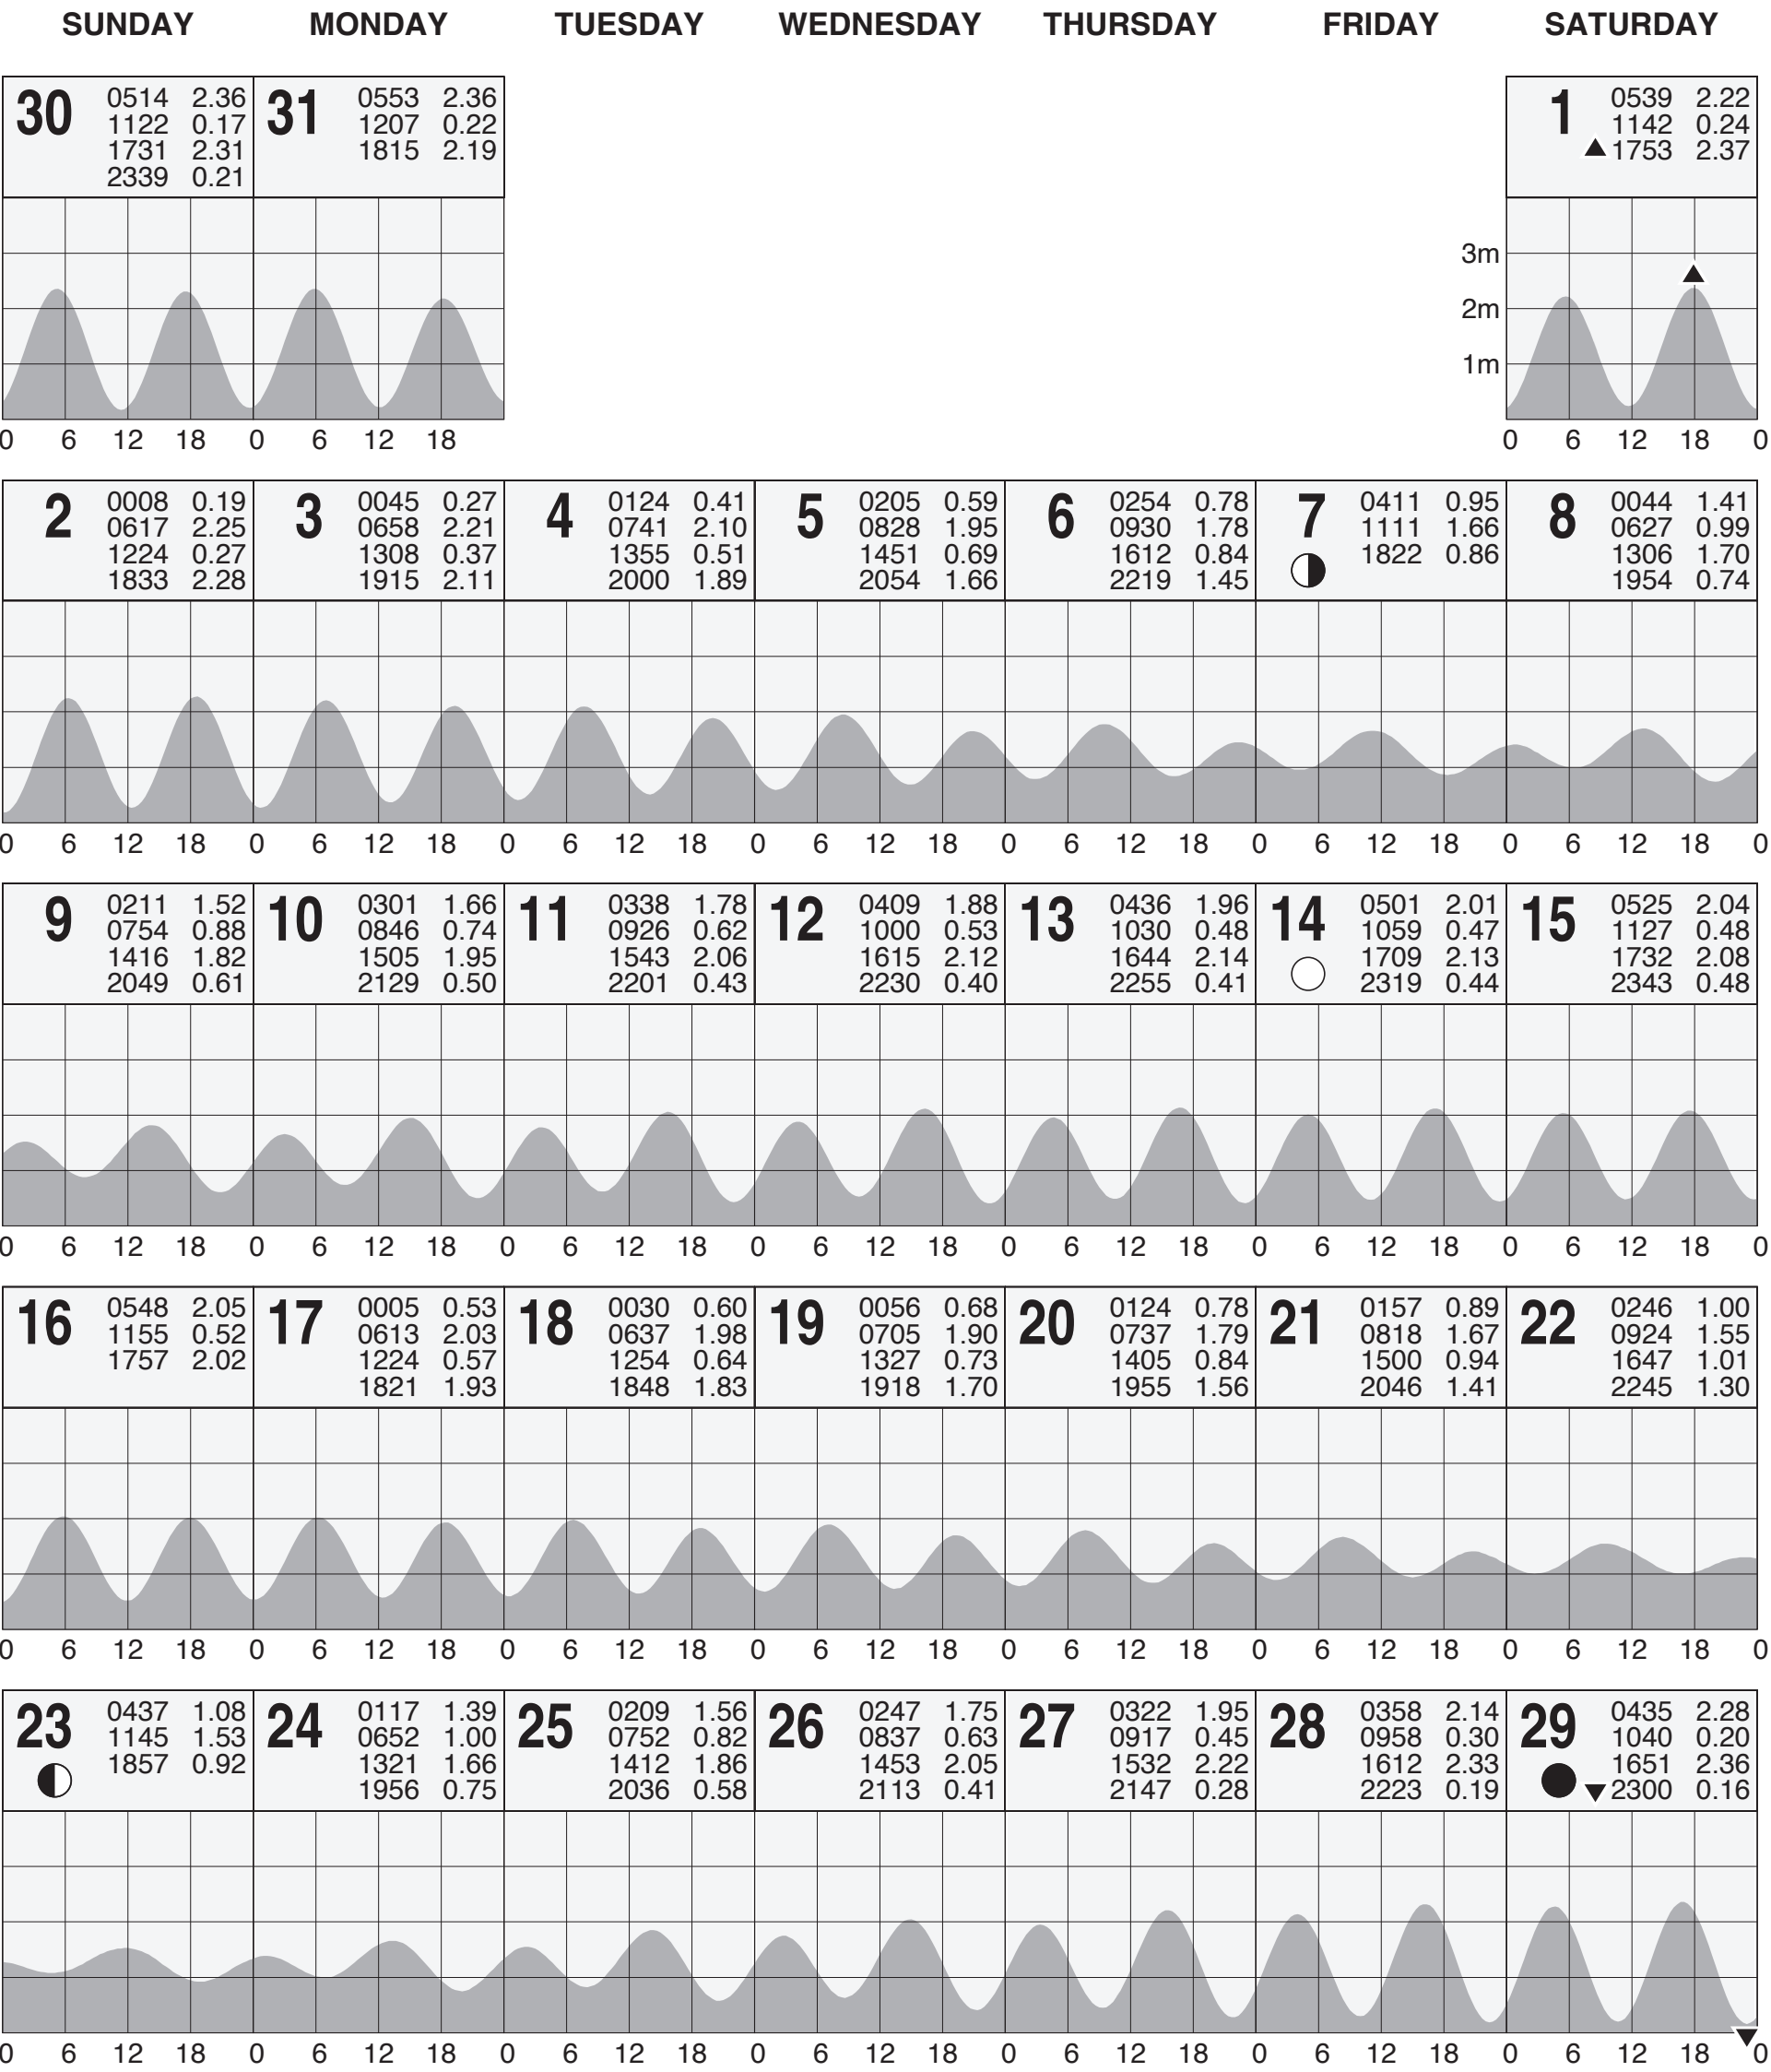 SUNDAY MONDAY TUESDAY WEDNESDAY THURSDAY FRIDAY SATURDAY
30 0514 2.36 31 0553 2.36 1 0539 2.22
1122 0.17 1207 0.22 1142 0.24
1731 2.31 1815 2.19 ▲ 1753 2.37
2339 0.21
3m
▲
2m
1m
0 6 12 18 0 6 12 18 0 6 12 18 0
2 0008 0.19 3 0045 0.27 4 0124 0.41 5 0205 0.59 6 0254 0.78 7 0411 0.95 8 0044 1.41
0617 2.25 0658 2.21 0741 2.10 0828 1.95 0930 1.78 1111 1.66 0627 0.99
1224 0.27 1308 0.37 1355 0.51 1451 0.69 1612 0.84 1822 0.86 1306 1.70
1833 2.28 1915 2.11 2000 1.89 2054 1.66 2219 1.45 1954 0.74
0 6 12 18 0 6 12 18 0 6 12 18 0 6 12 18 0 6 12 18 0 6 12 18 0 6 12 18 0
9 0211 1.52 10 0301 1.66 11 0338 1.78 12 0409 1.88 13 0436 1.96 14 0501 2.01 15 0525 2.04
0754 0.88 0846 0.74 0926 0.62 1000 0.53 1030 0.48 1059 0.47 1127 0.48
1416 1.82 1505 1.95 1543 2.06 1615 2.12 1644 2.14 1709 2.13 1732 2.08
2049 0.61 2129 0.50 2201 0.43 2230 0.40 2255 0.41 2319 0.44 2343 0.48
0 6 12 18 0 6 12 18 0 6 12 18 0 6 12 18 0 6 12 18 0 6 12 18 0 6 12 18 0
16 0548 2.05 17 0005 0.53 18 0030 0.60 19 0056 0.68 20 0124 0.78 21 0157 0.89 22 0246 1.00
1155 0.52 0613 2.03 0637 1.98 0705 1.90 0737 1.79 0818 1.67 0924 1.55
1757 2.02 1224 0.57 1254 0.64 1327 0.73 1405 0.84 1500 0.94 1647 1.01
1821 1.93 1848 1.83 1918 1.70 1955 1.56 2046 1.41 2245 1.30
0 6 12 18 0 6 12 18 0 6 12 18 0 6 12 18 0 6 12 18 0 6 12 18 0 6 12 18 0
23 0437 1.08 24 0117 1.39 25 0209 1.56 26 0247 1.75 27 0322 1.95 28 0358 2.14 29 0435 2.28
1145 1.53 0652 1.00 0752 0.82 0837 0.63 0917 0.45 0958 0.30 1040 0.20
1857 0.92 1321 1.66 1412 1.86 1453 2.05 1532 2.22 1612 2.33 1651 2.36
1956 0.75 2036 0.58 2113 0.41 2147 0.28 2223 0.19 ▼ 2300 0.16
▼
0 6 12 18 0 6 12 18 0 6 12 18 0 6 12 18 0 6 12 18 0 6 12 18 0 6 12 18 0